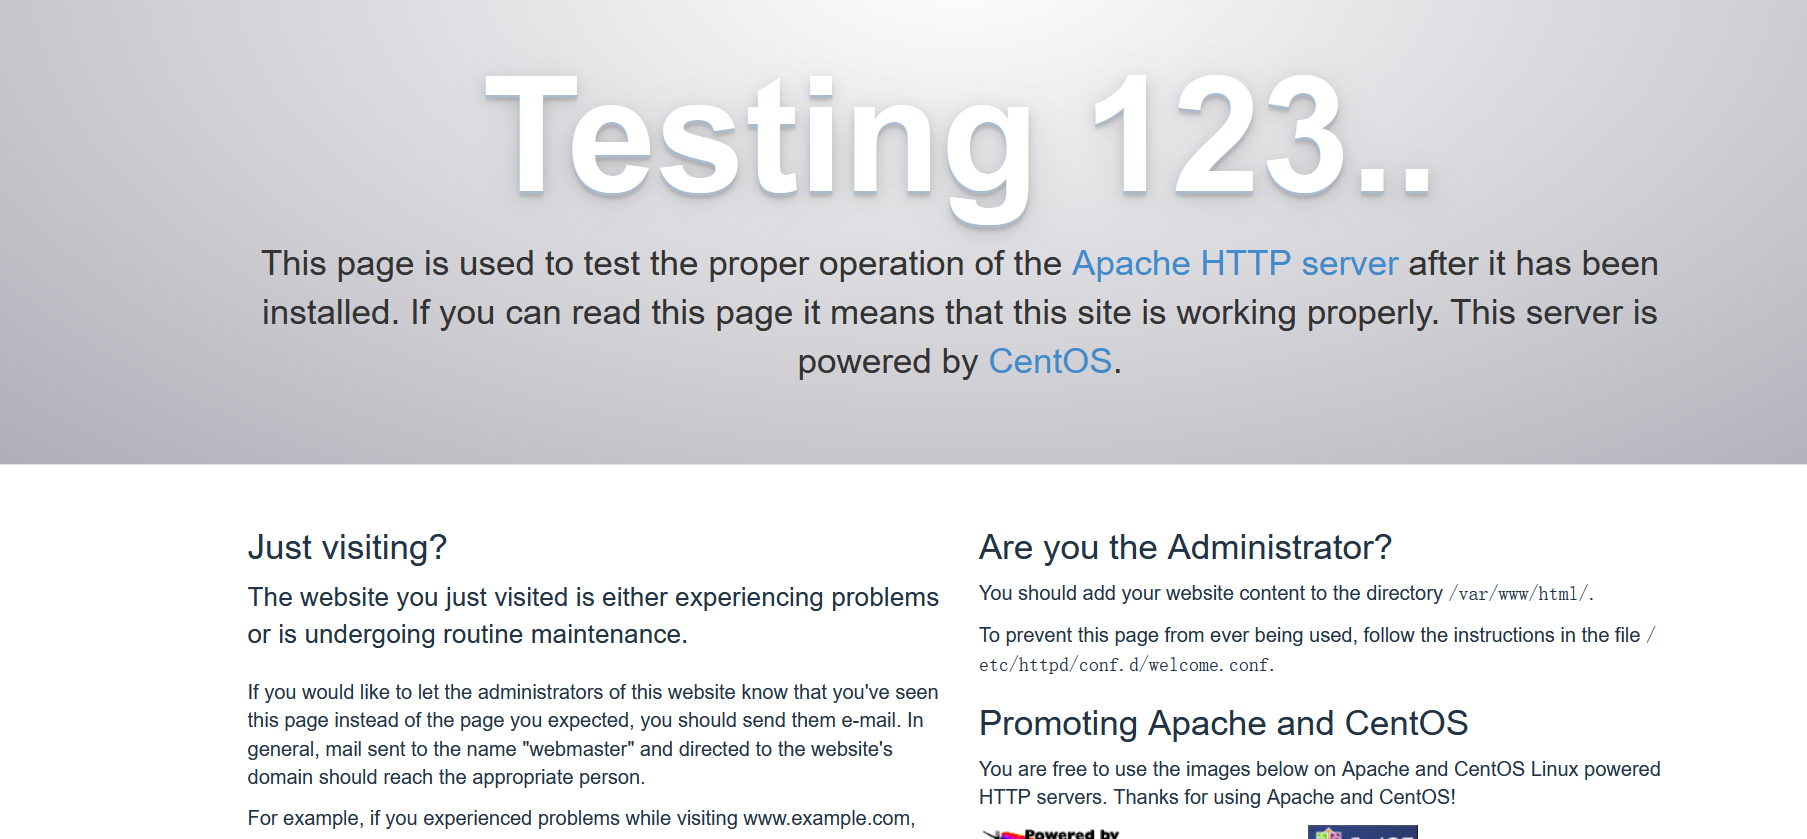 Testing 123..
This page is used to test the proper operation of the Apache HTTP server after it has been
installed. If you can read this page it means that this site is working properly. This server is
powered by CentOS.
Just visiting?
The website you just visited is either experiencing problems
or is undergoing routine maintenance.
If you would like to let the administrators of this website know that you've seen
this page instead of the page you expected, you should send them e-mail. In
general, mail sent to the name "webmaster" and directed to the website's
domain should reach the appropriate person.
For example, if you experienced problems while visiting www.example.com,
Are you the Administrator?
You should add your website content to the directory /var/www/html/.
To prevent this page from ever being used, follow the instructions in the file /
etc/httpd/conf.d/welcome.conf.
Promoting Apache and CentOS
You are free to use the images below on Apache and CentOS Linux powered
HTTP servers. Thanks for using Apache and CentOS!
Powered by